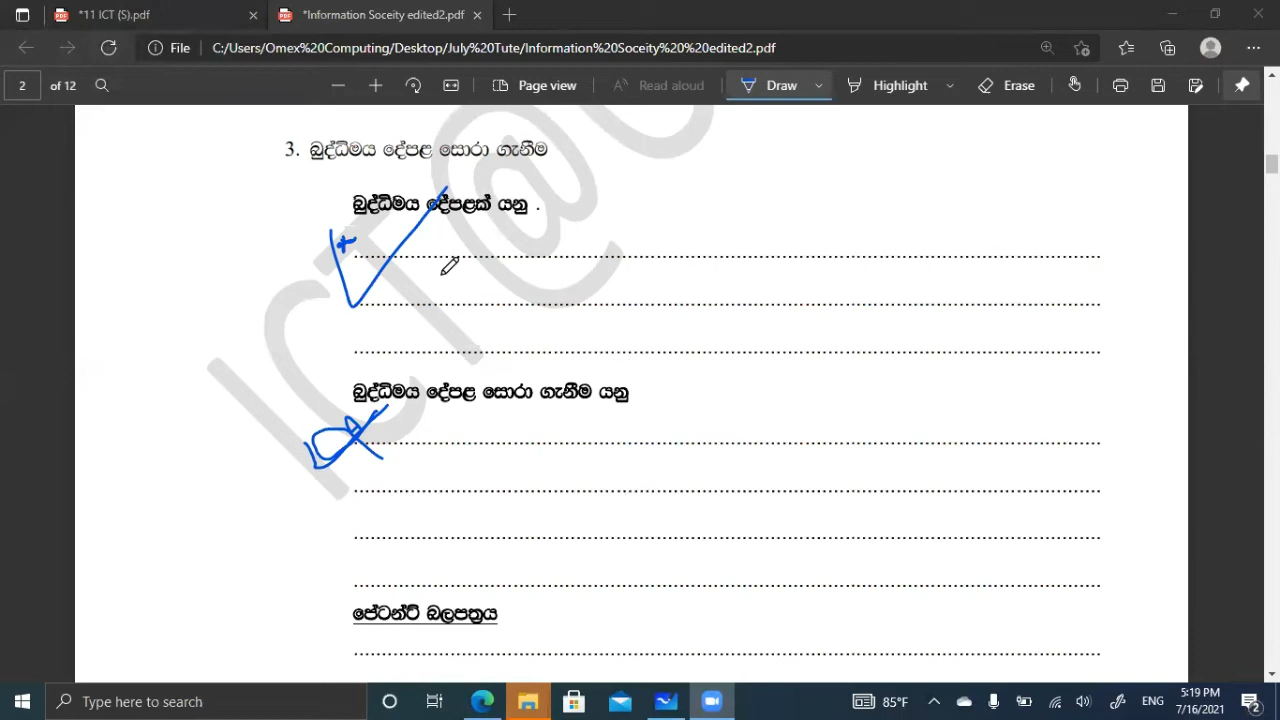 *11 ICT (S).pdf
*Information Soceity edited2.pdf
File C:/Users/Omex%20Computing/Desktop/July%20Tute/Information%20Soceity%20%20edited2.pdf
2 of 12 Page view Read aloud Draw Highlight Erase
ICT@
3. බුද්ධිමය දේපළ සොරා ගැනීම
බුද්ධිමය දේපළක් යනු .
බුද්ධිමය දේපළ සොරා ගැනීම යනු
පේටන්ට් බලපත්‍රය
Type here to search 85°F ENG 5:19 PM
7/16/2021 2